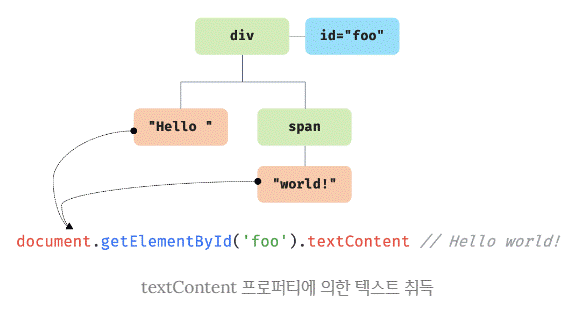 div
id="foo"
"Hello "
span
"world!"
document.getElementById('foo').textContent // Hello world!
textContent 프로퍼티에 의한 텍스트 취득